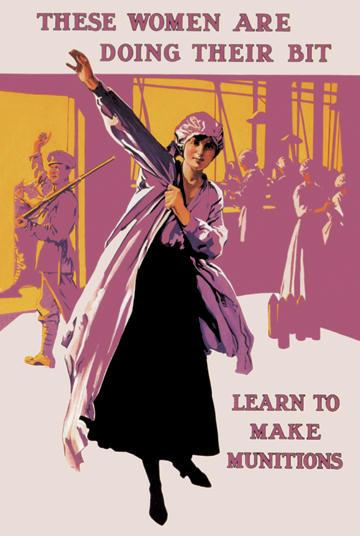 THESE WOMEN ARE
DOING THEIR BIT
LEARN TO
MAKE
MUNITIONS